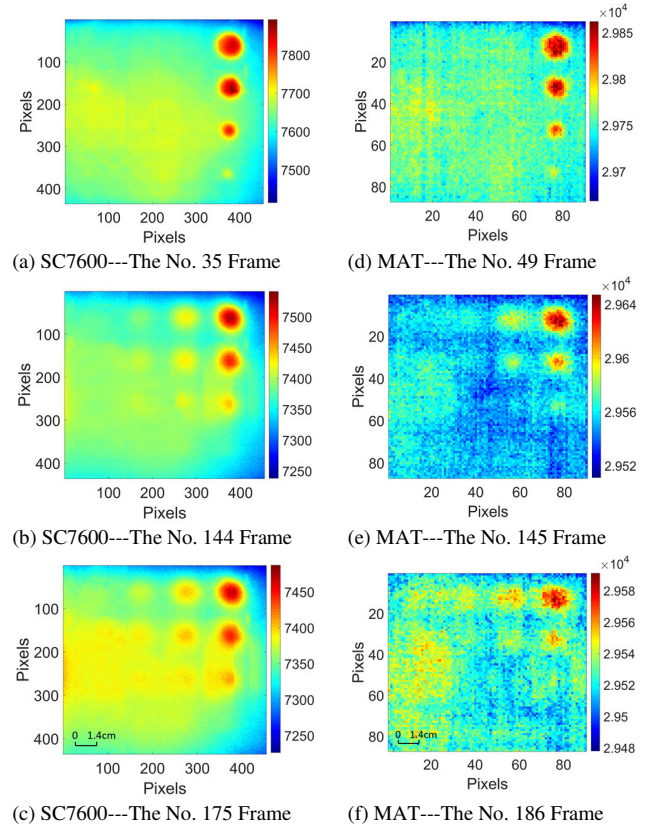 7900
7800
7700
7600
7500
100
200
300
400
100 200 300 400
Pixels
Pixels
(a) SC7600---The No. 35 Frame
×10⁴
2.985
2.98
2.975
2.97
20
40
60
80
20 40 60 80
Pixels
Pixels
(d) MAT---The No. 49 Frame
7500
7450
7400
7350
7300
7250
100
200
300
400
100 200 300 400
Pixels
Pixels
(b) SC7600---The No. 144 Frame
×10⁴
2.964
2.96
2.956
2.952
20
40
60
80
20 40 60 80
Pixels
Pixels
(e) MAT---The No. 145 Frame
7450
7400
7350
7300
7250
100
200
300
400
0 1.4cm
100 200 300 400
Pixels
Pixels
(c) SC7600---The No. 175 Frame
×10⁴
2.958
2.956
2.954
2.952
2.95
2.948
20
40
60
80
0 1.4cm
20 40 60 80
Pixels
Pixels
(f) MAT---The No. 186 Frame